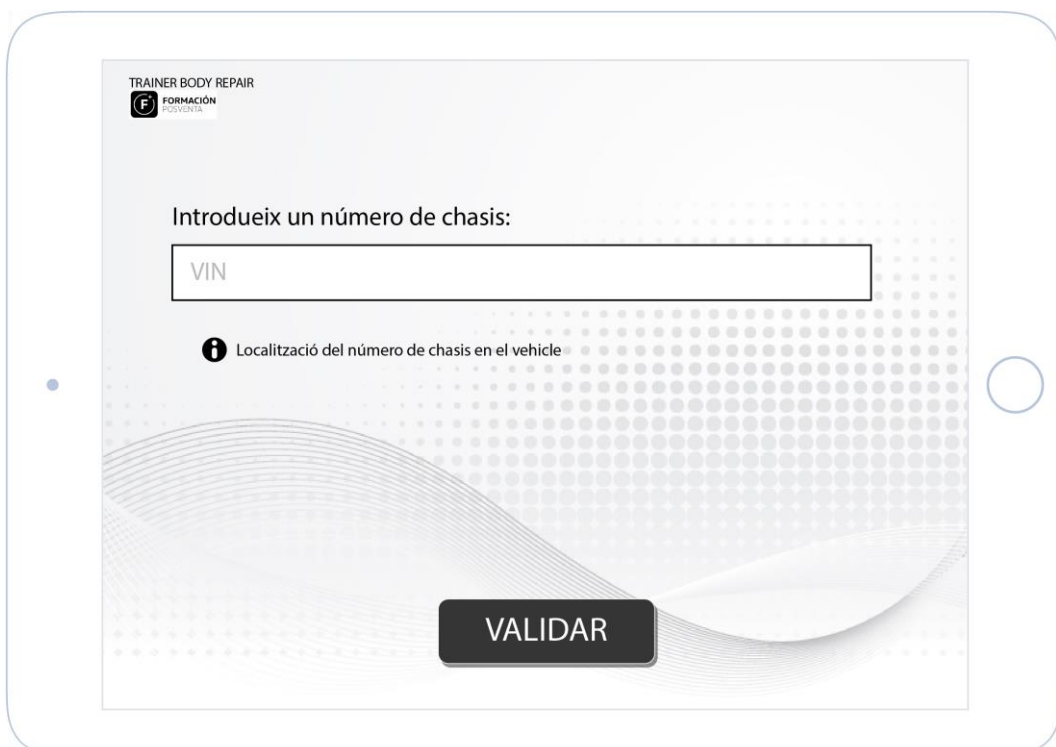 TRAINER BODY REPAIR
F+
FORMACIÓN
POSVENTA
Introdueix un número de chasis:
VIN
Localització del número de chasis en el vehicle
VALIDAR